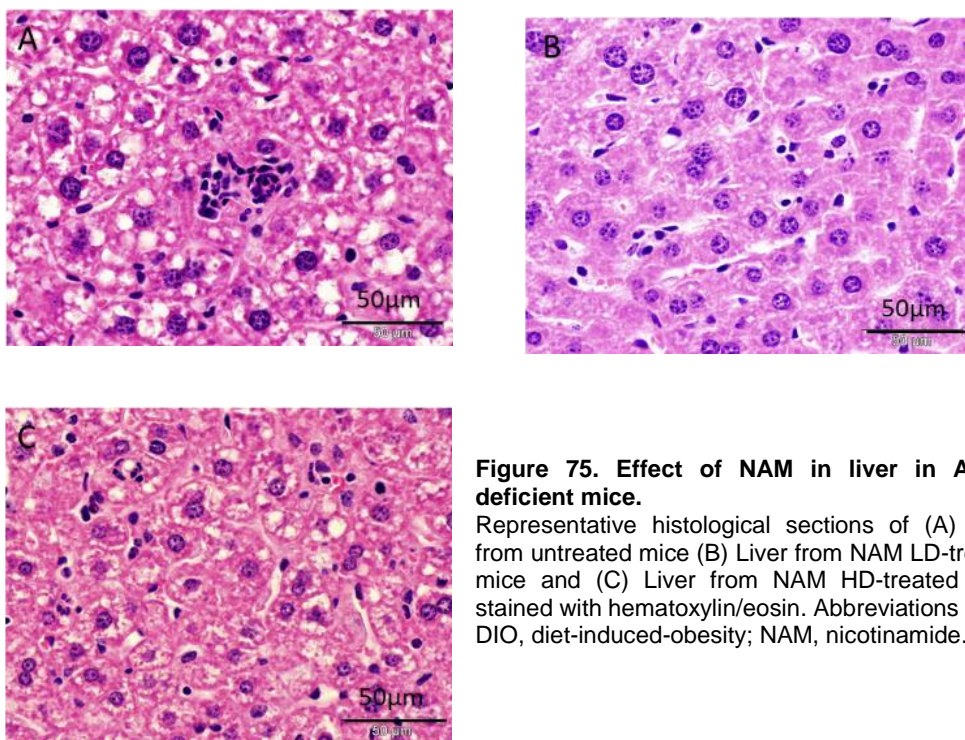 A
50µm
50 µm
B
50µm
50 µm
C
50µm
50 µm
Figure 75. Effect of NAM in liver in A
deficient mice.
Representative histological sections of (A)
from untreated mice (B) Liver from NAM LD-tre
mice and (C) Liver from NAM HD-treated
stained with hematoxylin/eosin. Abbreviations
DIO, diet-induced-obesity; NAM, nicotinamide.